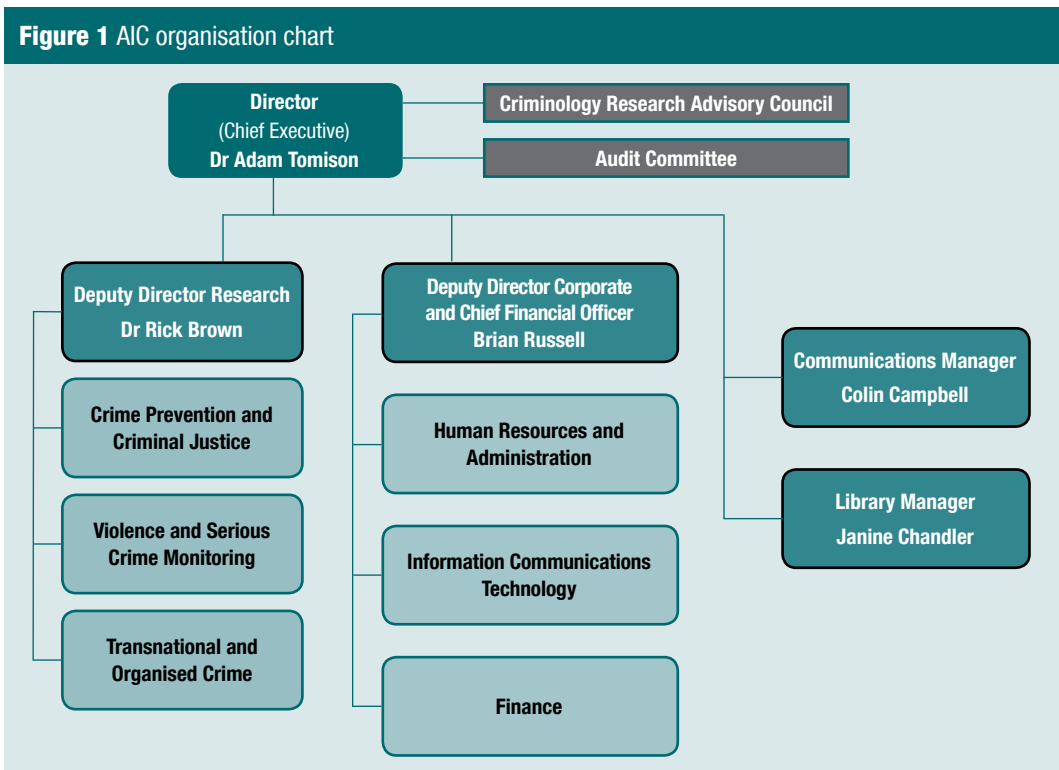 Figure 1 AIC organisation chart
Director
(Chief Executive)
Dr Adam Tomison
Criminology Research Advisory Council
Audit Committee
Deputy Director Research
Dr Rick Brown
Crime Prevention and
Criminal Justice
Violence and Serious
Crime Monitoring
Transnational and
Organised Crime
Deputy Director Corporate
and Chief Financial Officer
Brian Russell
Human Resources and
Administration
Information Communications
Technology
Finance
Communications Manager
Colin Campbell
Library Manager
Janine Chandler